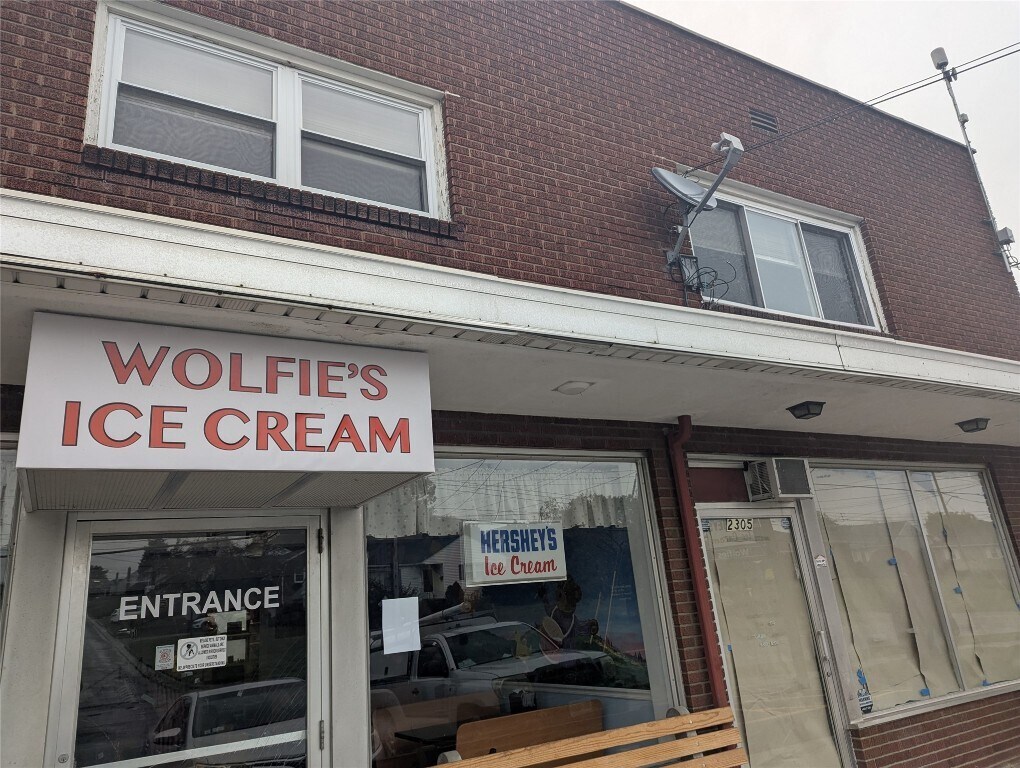 WOLFIE'S
ICE CREAM
HERSHEY'S
Ice Cream
2305
ENTRANCE